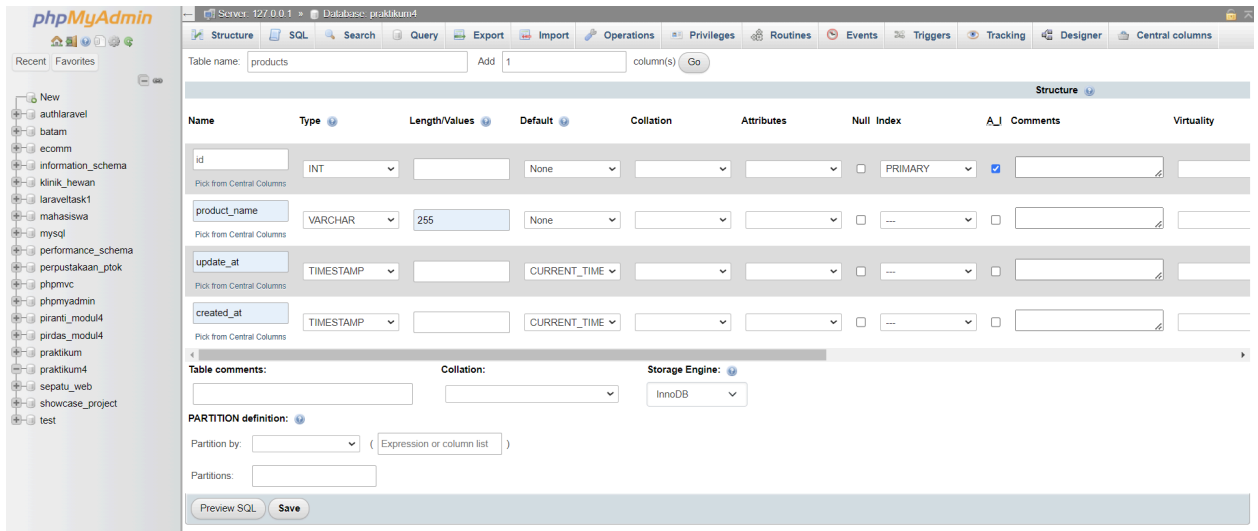 phpMyAdmin
Recent Favorites
New
authlaravel
batam
ecomm
information_schema
klinik_hewan
laraveltask1
mahasiswa
mysql
performance_schema
perpustakaan_ptok
phpmvc
phpmyadmin
piranti_modul4
pirdas_modul4
praktikum
praktikum4
sepatu_web
showcase_project
test
Server: 127.0.0.1 » Database: praktikum4
Structure SQL Search Query Export Import Operations Privileges Routines Events Triggers Tracking Designer Central columns
Table name: products Add 1 column(s) Go
Structure
Name Type Length/Values Default Collation Attributes Null Index A_I Comments Virtuality
id INT None PRIMARY
Pick from Central Columns
product_name VARCHAR 255 None ---
Pick from Central Columns
update_at TIMESTAMP CURRENT_TIME ---
Pick from Central Columns
created_at TIMESTAMP CURRENT_TIME ---
Pick from Central Columns
Table comments: Collation: Storage Engine:
InnoDB
PARTITION definition:
Partition by: ( Expression or column list )
Partitions:
Preview SQL Save